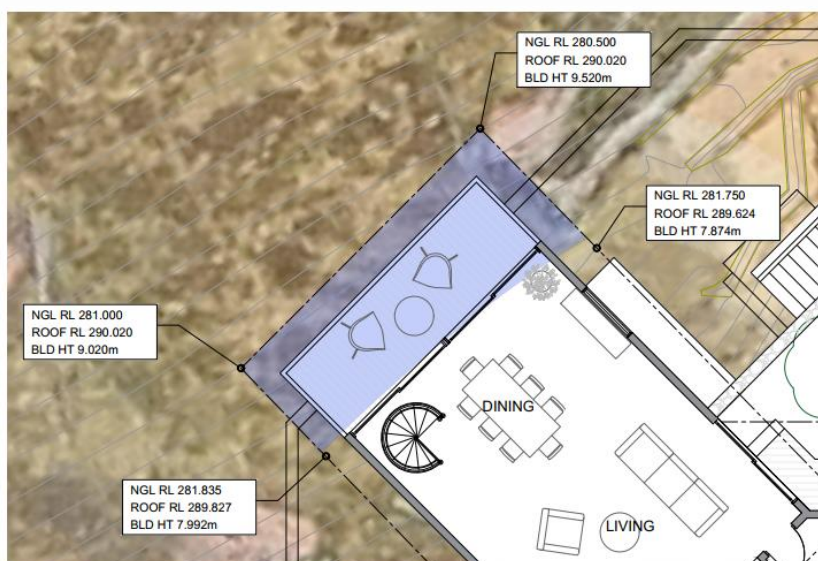 NGL RL 280.500
ROOF RL 290.020
BLD HT 9.520m
NGL RL 281.750
ROOF RL 289.624
BLD HT 7.874m
NGL RL 281.000
ROOF RL 290.020
BLD HT 9.020m
DINING
NGL RL 281.835
ROOF RL 289.827
BLD HT 7.992m
LIVING